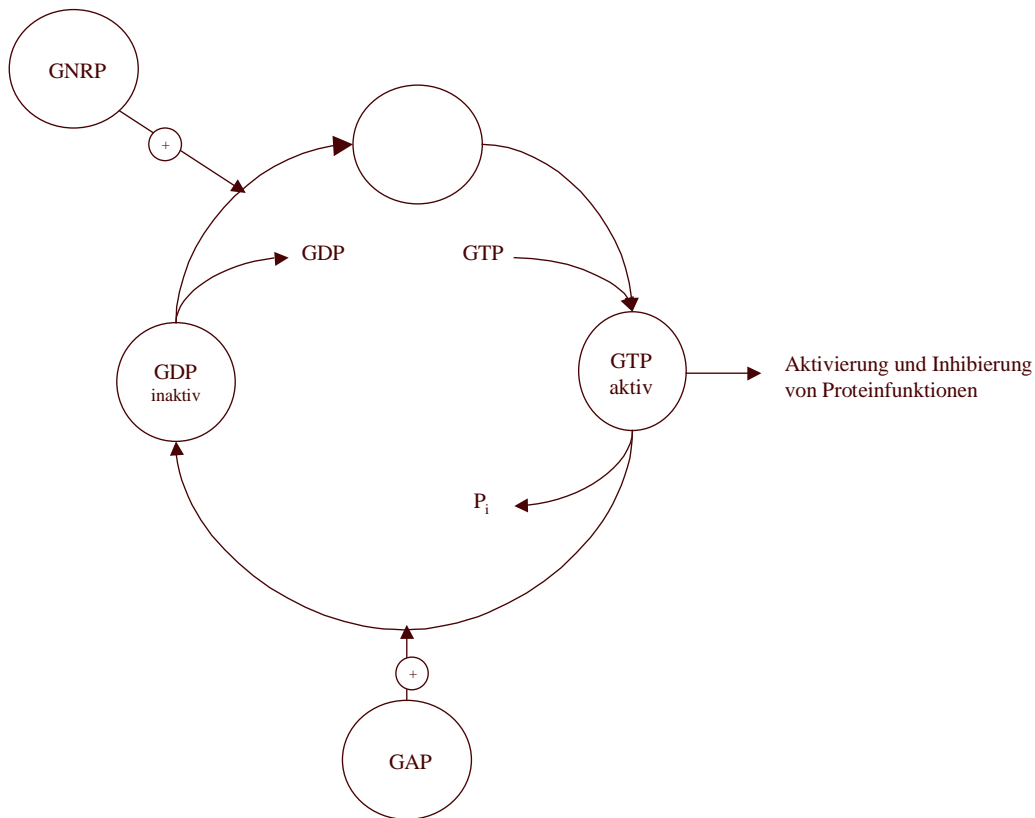 GNRP
+
GDP
GTP
GDP
inaktiv
GTP
aktiv
Aktivierung und Inhibierung
von Proteinfunktionen
Pi
+
GAP